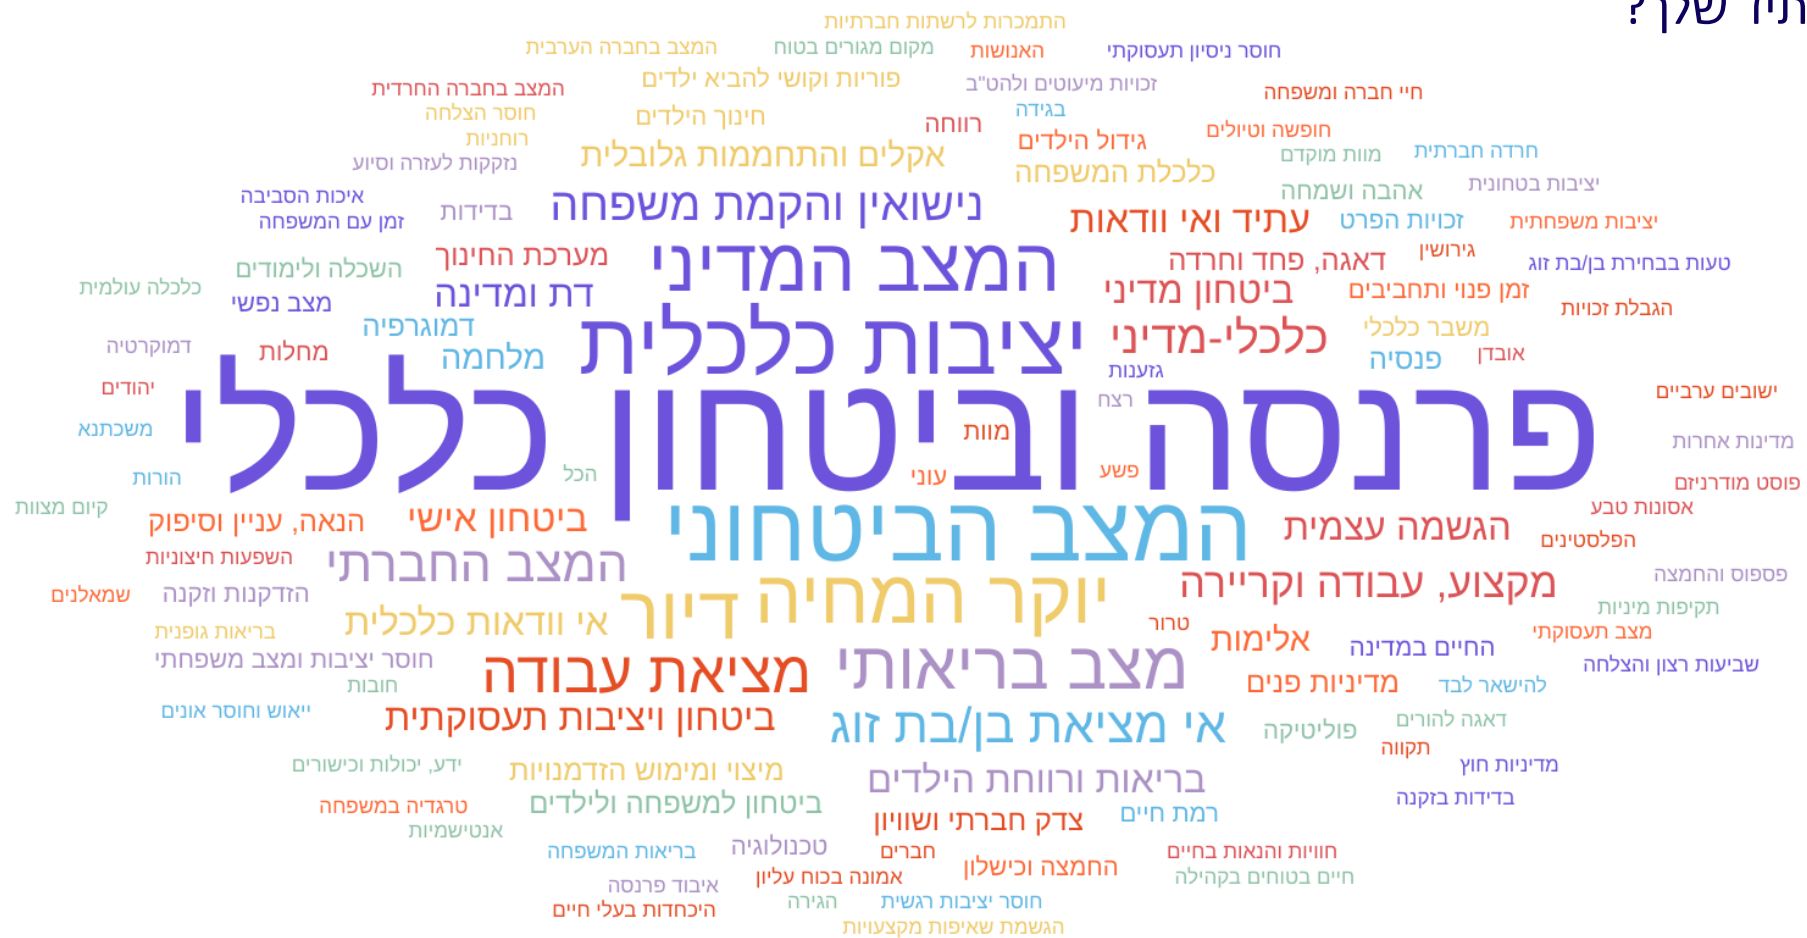 שלך?
התמכרות לרשתות חברתיות
המצב בחברה הערבית
מקום מגורים בטוח
האנושות
חוסר ניסיון תעסוקתי
פוריות וקושי להביא ילדים
זכויות מיעוטים ולהט"ב
המצב בחברה החרדית
חיי חברה ומשפחה
חוסר הצלחה
חינוך הילדים
רווחה
בגידה
חופשה וטיולים
רוחניות
גידול הילדים
חרדה חברתית
נזקקות לעזרה וסיוע
אקלים והתחממות גלובלית
כלכלת המשפחה
מוות מוקדם
יציבות בטחונית
אהבה ושמחה
איכות הסביבה
זמן עם המשפחה
בדידות
נישואין והקמת משפחה
עתיד ואי וודאות
זכויות הפרט
יציבות משפחתית
השכלה ולימודים
מערכת החינוך
המצב המדיני
דאגה, פחד וחרדה
גירושין
טעות בבחירת בן/בת זוג
כלכלה עולמית
מצב נפשי
דת ומדינה
ביטחון מדיני
זמן פנוי ותחביבים
הגבלת זכויות
דמוגרפיה
יציבות כלכלית
כלכלי-מדיני
משבר כלכלי
דמוקרטיה
מחלות
מלחמה
גזענות
פנסיה
אובדן
יהודים
פרנסה וביטחון כלכלי
רצח
ישובים ערביים
משכתנא
מוות
מדינות אחרות
הורות
הכל
עוני
פשע
פוסט מודרניזם
קיום מצוות
הנאה, עניין וסיפוק
ביטחון אישי
המצב הביטחוני
הגשמה עצמית
אסונות טבע
הפלסטינים
השפעות חיצוניות
המצב החברתי
יוקר המחיה
מקצוע, עבודה וקריירה
פספוס והחמצה
שמאלנים
הזדקנות וזקנה
דיור
תקיפות מיניות
בריאות גופנית
אי וודאות כלכלית
טרור
אלימות
החיים במדינה
מצב תעסוקתי
חוסר יציבות ומצב משפחתי
מציאת עבודה
מצב בריאותי
שביעות רצון והצלחה
חובות
מדיניות פנים
להישאר לבד
ייאוש וחוסר אונים
ביטחון ויציבות תעסוקתית
אי מציאת בן/בת זוג
פוליטיקה
דאגה להורים
תקווה
ידע, יכולות וכישורים
מיצוי ומימוש הזדמנויות
בריאות ורווחת הילדים
מדיניות חוץ
טרגדיה במשפחה
ביטחון למשפחה ולילדים
רמת חיים
בדידות בזקנה
אנטישמיות
צדק חברתי ושוויון
בריאות המשפחה
טכנולוגיה
חברים
חוויות והנאות בחיים
החמצה וכישלון
איבוד פרנסה
אמונה בכוח עליון
חיים בטוחים בקהילה
היכחדות בעלי חיים
הגירה
חוסר יציבות רגשית
הגשמת שאיפות מקצועיות